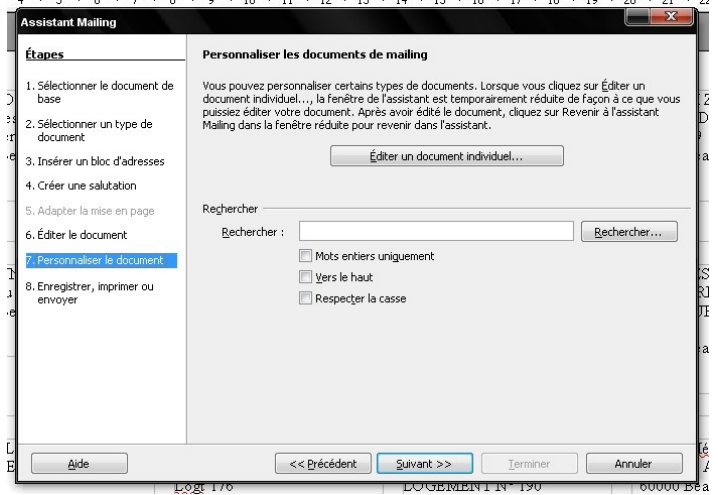 Assistant Mailing
Étapes
1. Sélectionner le document de
base
2. Sélectionner un type de
document
3. Insérer un bloc d'adresses
4. Créer une salutation
5. Adapter la mise en page
6. Éditer le document
7. Personnaliser le document
8. Enregistrer, imprimer ou
envoyer
Personnaliser les documents de mailing
Vous pouvez personnaliser certains types de documents. Lorsque vous cliquez sur Éditer un
document individuel..., la fenêtre de l'assistant est temporairement réduite de façon à ce que vous
puissiez éditer votre document. Après avoir édité le document, cliquez sur Revenir à l'assistant
Mailing dans la fenêtre réduite pour revenir dans l'assistant.
Éditer un document individuel...
Rechercher
Rechercher :
Rechercher...
Mots entiers uniquement
Vers le haut
Respecter la casse
Aide
<< Précédent
Suivant >>
Terminer
Annuler
Logt 176
LOGEMENT N° 190
60000 Bea